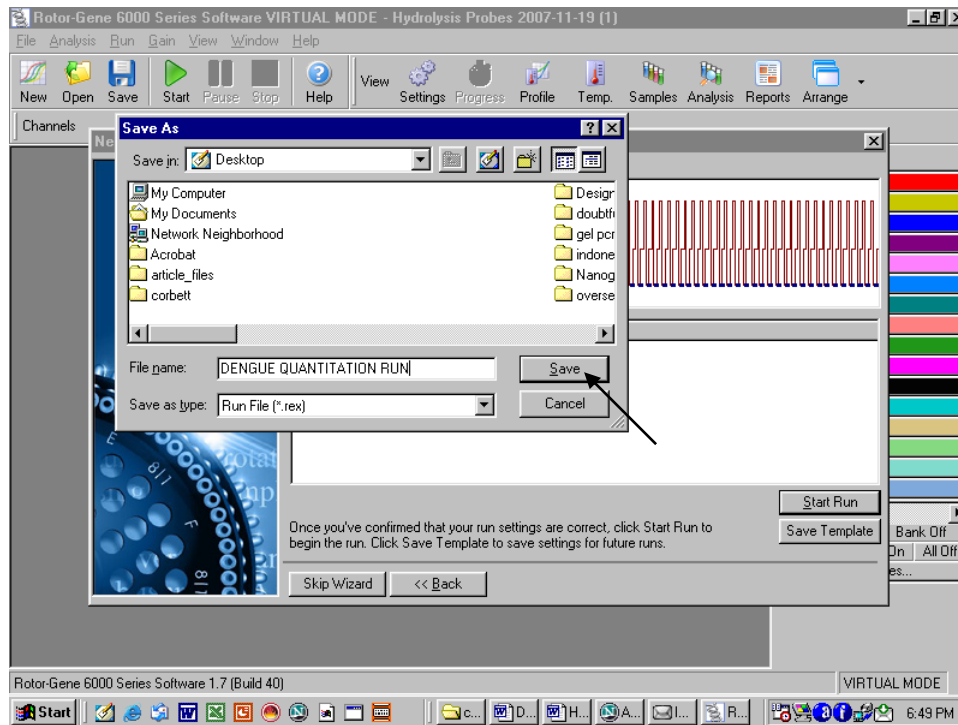 Rotor-Gene 6000 Series Software VIRTUAL MODE - Hydrolysis Probes 2007-11-19 (1)
File Analysis Run Gain View Window Help
New Open Save Start Pause Stop Help View Settings Progress Profile Temp. Samples Analysis Reports Arrange
Channels
Ne
Save As
Save in: Desktop
My Computer
My Documents
Network Neighborhood
Acrobat
article_files
corbett
Design
doubtfu
gel pcr
indone
Nanog
overse
File name: DENGUE QUANTITATION RUN
Save
Save as type: Run File (*.rex)
Cancel
Start Run
Once you've confirmed that your run settings are correct, click Start Run to
begin the run. Click Save Template to save settings for future runs.
Save Template
Bank Off
On All Off
es...
Skip Wizard << Back
Rotor-Gene 6000 Series Software 1.7 (Build 40)
VIRTUAL MODE
Start c... D... H... A... I... R... 6:49 PM